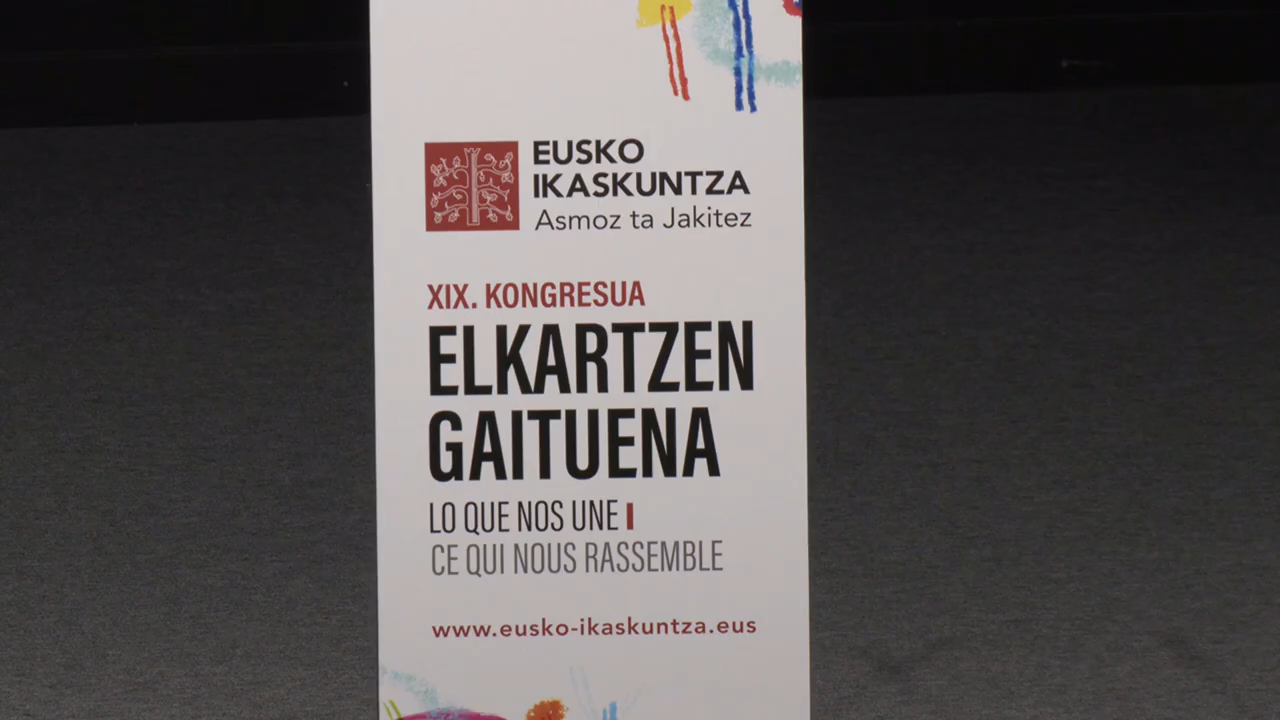 EUSKO
IKASKUNTZA
Asmoz ta Jakitez
XIX. KONGRESUA
ELKARTZEN
GAITUENA
LO QUE NOS UNE
CE QUI NOUS RASSEMBLE
www.eusko-ikaskuntza.eus